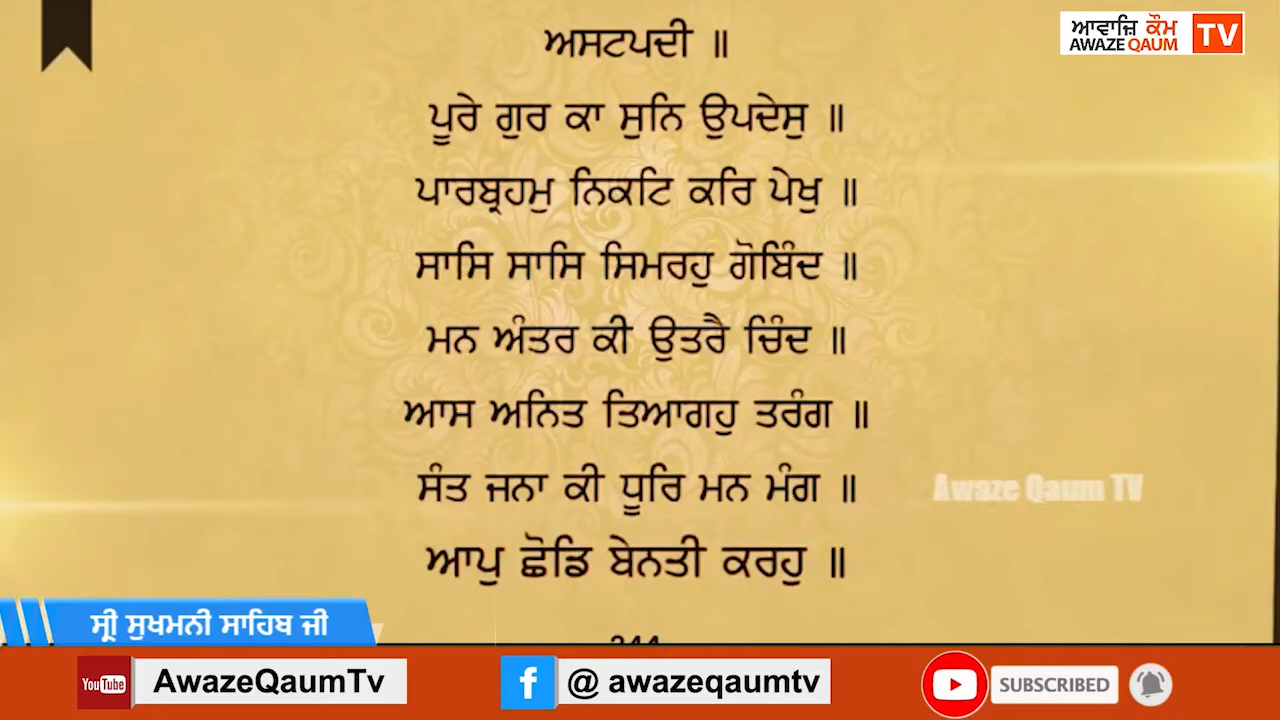 ਆਵਾਜ਼ਿ ਕੌਮ
AWAZE QAUM TV
ਅਸਟਪਦੀ ॥
ਪੂਰੇ ਗੁਰ ਕਾ ਸੁਨਿ ਉਪਦੇਸੁ ॥
ਪਾਰਬ੍ਰਹਮੁ ਨਿਕਟਿ ਕਰਿ ਪੇਖੁ ॥
ਸਾਸਿ ਸਾਸਿ ਸਿਮਰਹੁ ਗੋਬਿੰਦ ॥
ਮਨ ਅੰਤਰ ਕੀ ਉਤਰੈ ਚਿੰਦ ॥
ਆਸ ਅਨਿਤ ਤਿਆਗਹੁ ਤਰੰਗ ॥
ਸੰਤ ਜਨਾ ਕੀ ਧੂਰਿ ਮਨ ਮੰਗ ॥
Awaze Qaum TV
ਆਪੁ ਛੋਡਿ ਬੇਨਤੀ ਕਰਹੁ ॥
ਸ੍ਰੀ ਸੁਖਮਨੀ ਸਾਹਿਬ ਜੀ
YouTube AwazeQaumTv
f @ awazeqaumtv
SUBSCRIBED